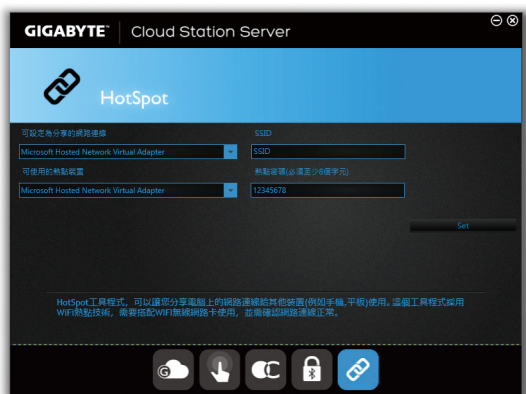 GIGABYTE™ Cloud Station Server
HotSpot
可設定為分享的網路連線
SSID
Microsoft Hosted Network Virtual Adapter
SSID
可使用的熱點裝置
熱點密碼(必須至少8個字元)
Microsoft Hosted Network Virtual Adapter
12345678
Set
HotSpot工具程式，可以讓您分享電腦上的網路連線給其他裝置(例如手機,平板)使用。這個工具程式採用
WiFi熱點技術，需要搭配WIFI無線網路卡使用，並需確認網路連線正常。
G